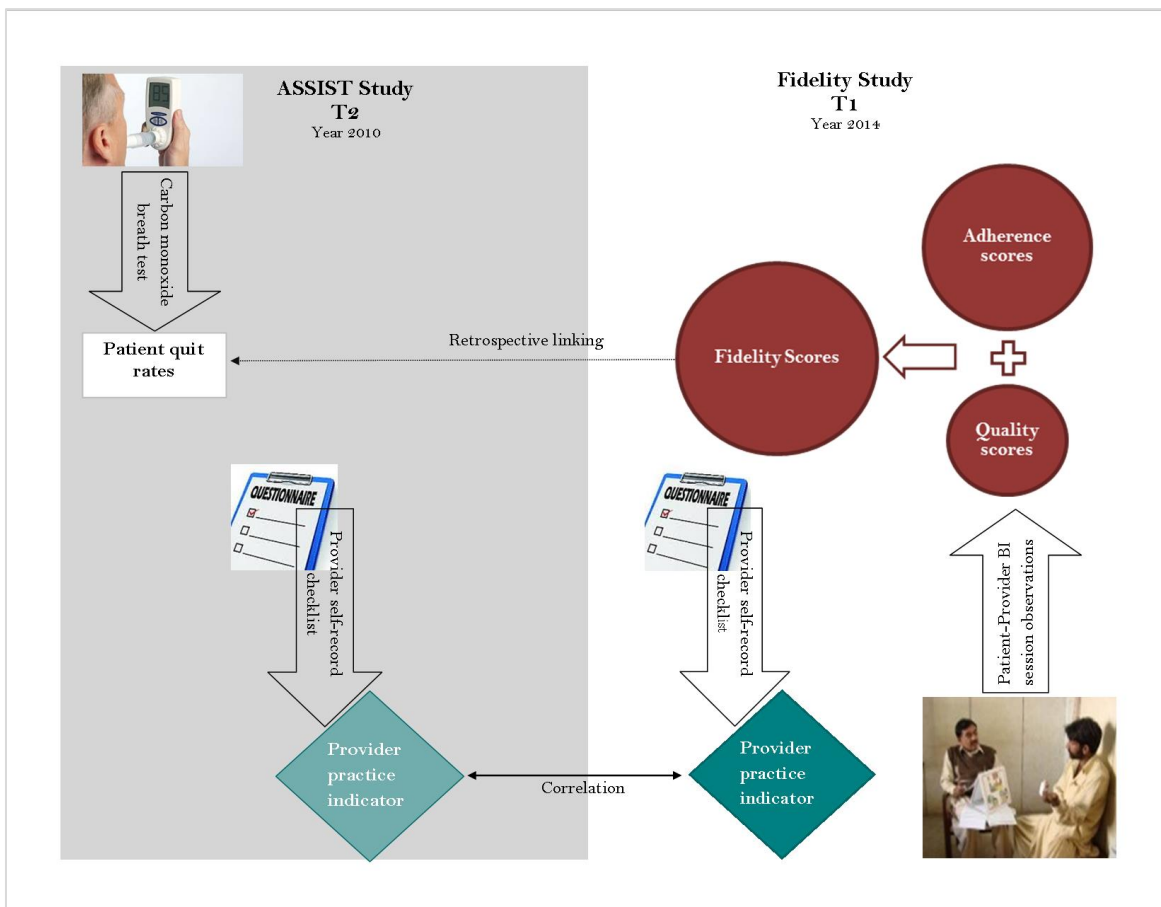 ASSIST Study
T2
Year 2010
Fidelity Study
T1
Year 2014
Carbon monoxide
breath test
Patient quit
rates
Retrospective linking
Fidelity Scores
Adherence
scores
Quality
scores
QUESTIONNAIRE
Provider self-record
checklist
QUESTIONNAIRE
Provider self-record
checklist
Patient-Provider BI
session observations
Provider
practice
indicator
Correlation
Provider
practice
indicator